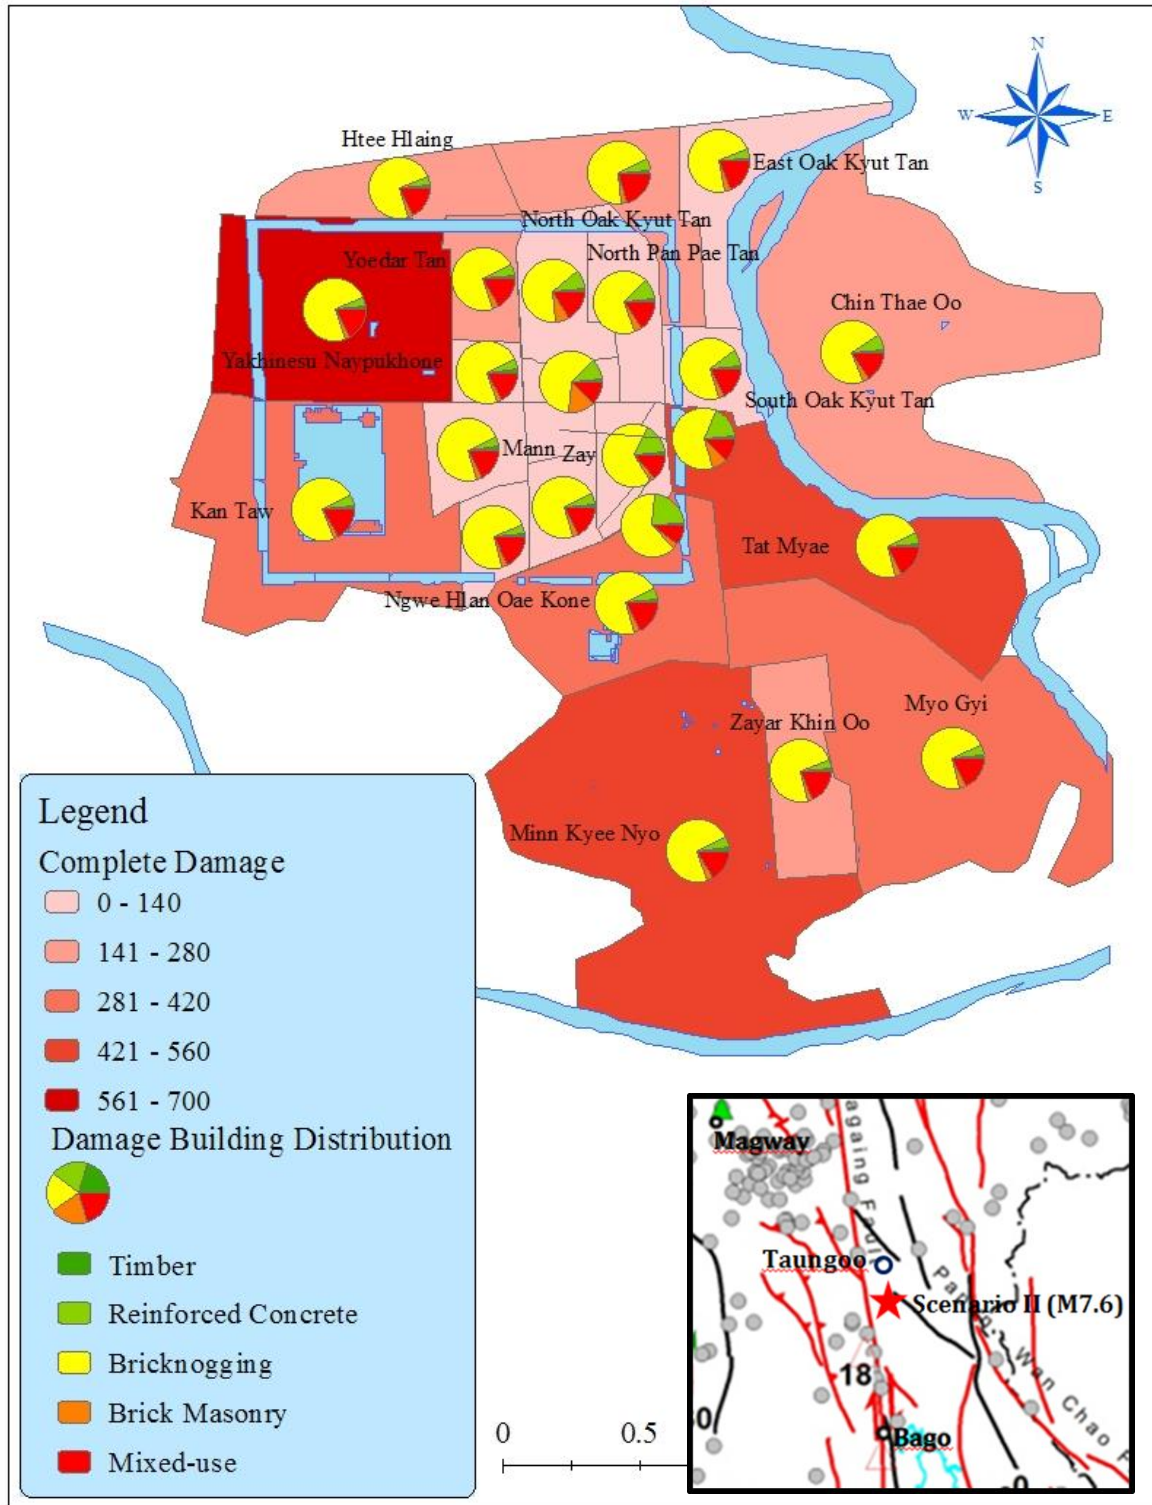 N
W
E
S
Htee Hlaing
East Oak Kyut Tan
North Oak Kyut Tan
North Pan Pae Tan
Yoedar Tan
Chin Thae Oo
Yakhinesu Naypukhone
South Oak Kyut Tan
Mann
Zay
Kan Taw
Tat Myae
Ngwe Hlan Oae Kone
Myo Gyi
Zayar Khin Oo
Minn Kyee Nyo
Legend
Complete Damage
0 - 140
141 - 280
281 - 420
421 - 560
561 - 700
Damage Building Distribution
Timber
Reinforced Concrete
Bricknogging
Brick Masonry
Mixed-use
0
0.5
Magway
againg Fault
Taungoo
Scenario II (M7.6)
Wan Chao
18
Bago